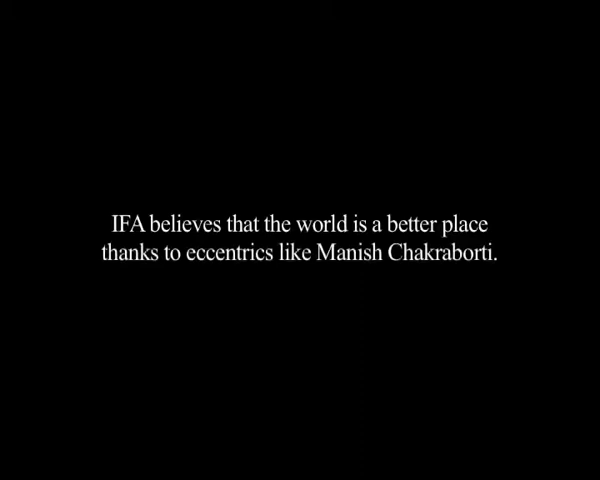 IFA believes that the world is a better place
thanks to eccentrics like Manish Chakraborti.